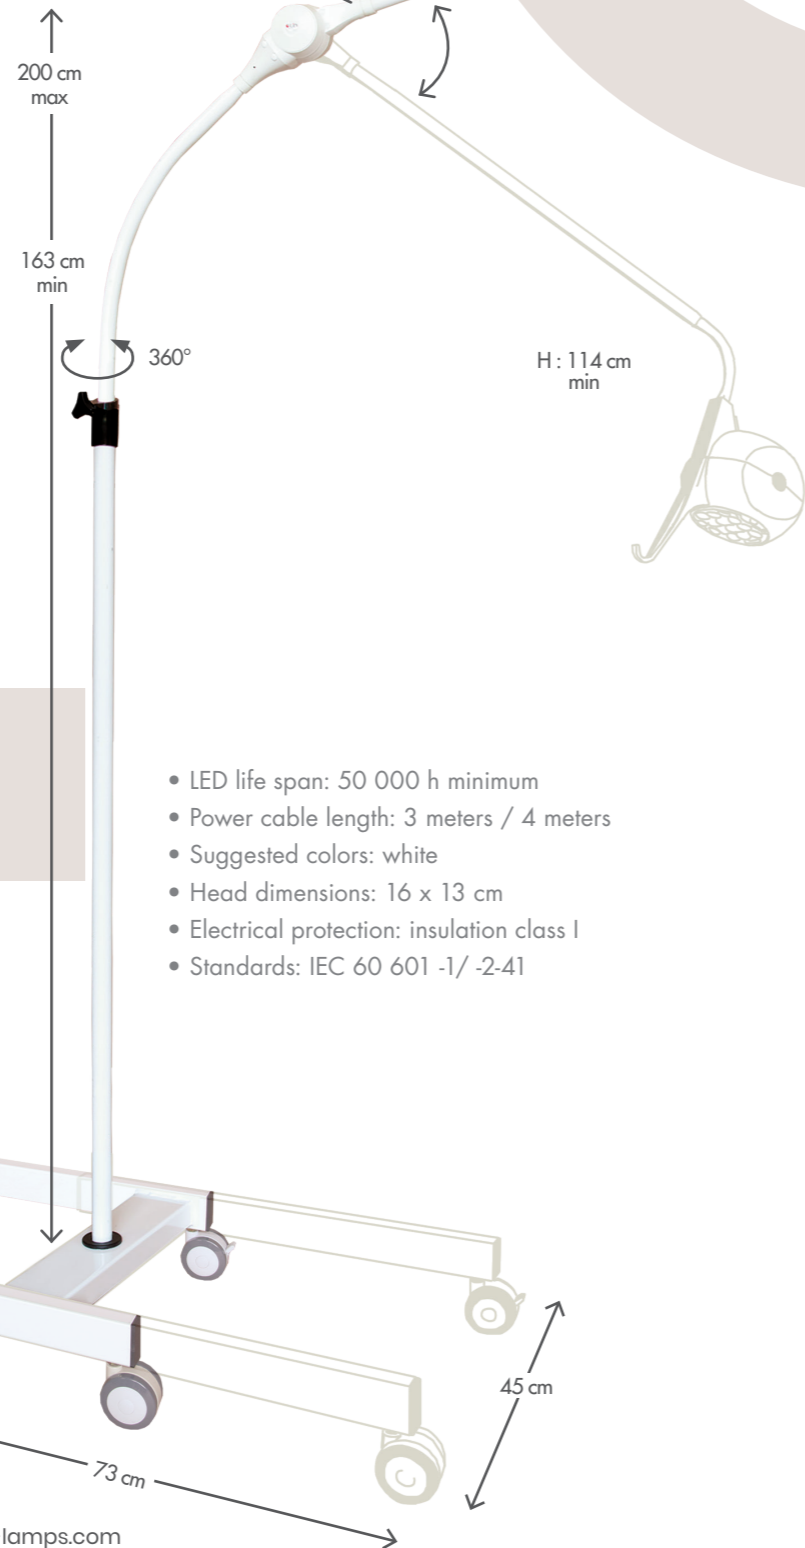 200 cm
max
163 cm
min
360°
H : 114 cm
min
• LED life span: 50 000 h minimum
• Power cable length: 3 meters / 4 meters
• Suggested colors: white
• Head dimensions: 16 x 13 cm
• Electrical protection: insulation class I
• Standards: IEC 60 601 -1/ -2-41
45 cm
73 cm
lamps.com